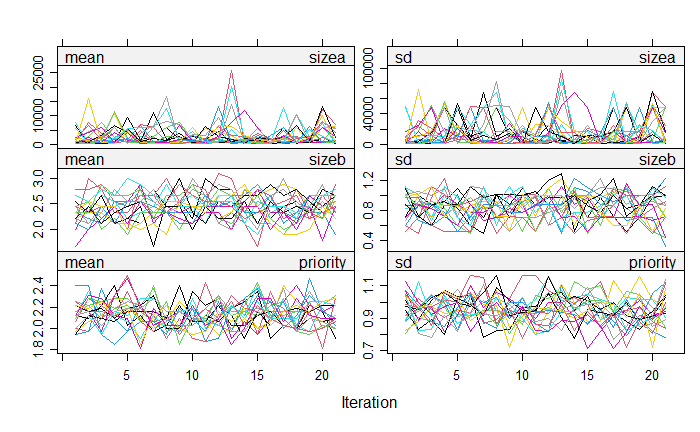 mean sizea sd sizea
0 10000 25000
0 40000 100000
mean sizeb sd sizeb
2.0 2.5 3.0
0.4 0.8 1.2
mean priority sd priority
1.8 2.0 2.2 2.4
0.7 0.9 1.1
5 10 15 20 5 10 15 20
Iteration